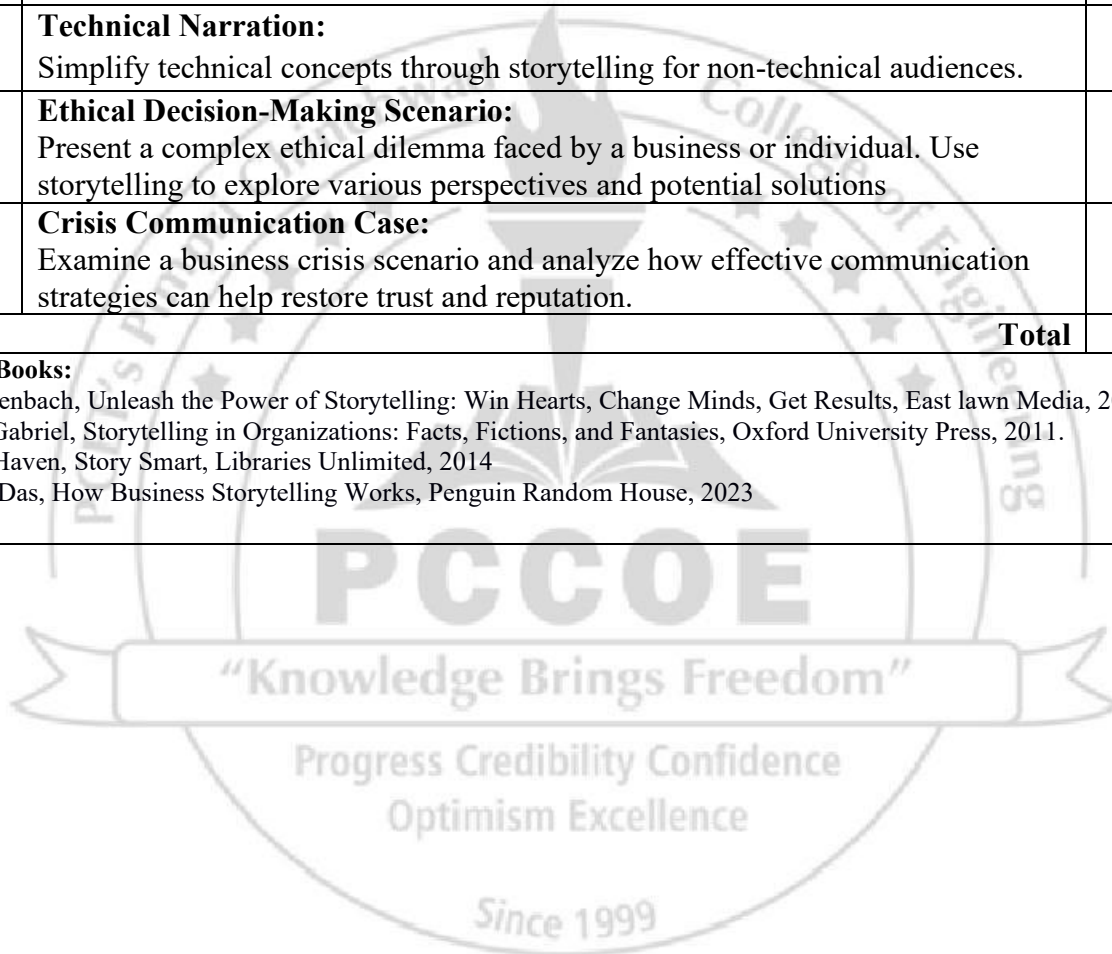 Technical Narration:
Simplify technical concepts through storytelling for non-technical audiences.
Ethical Decision-Making Scenario:
Present a complex ethical dilemma faced by a business or individual. Use
storytelling to explore various perspectives and potential solutions
Crisis Communication Case:
Examine a business crisis scenario and analyze how effective communication
strategies can help restore trust and reputation.
Total
Books:
enbach, Unleash the Power of Storytelling: Win Hearts, Change Minds, Get Results, East lawn Media, 2
Gabriel, Storytelling in Organizations: Facts, Fictions, and Fantasies, Oxford University Press, 2011.
Haven, Story Smart, Libraries Unlimited, 2014
Das, How Business Storytelling Works, Penguin Random House, 2023
College of Engineering
PCCOE
"Knowledge Brings Freedom"
Progress Credibility Confidence
Optimism Excellence
Since 1999